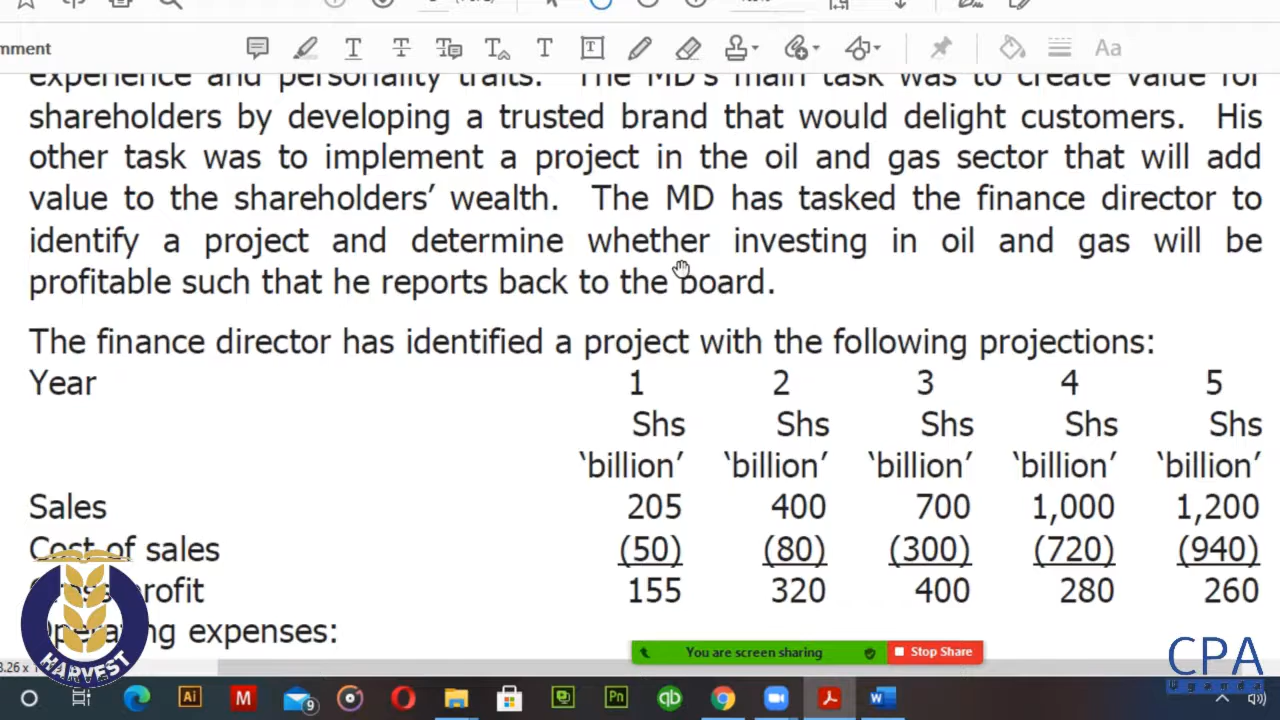 mment
T T T T T T Aa
experience and personality traits. The MD's main task was to create value for
shareholders by developing a trusted brand that would delight customers. His
other task was to implement a project in the oil and gas sector that will add
value to the shareholders' wealth. The MD has tasked the finance director to
identify a project and determine whether investing in oil and gas will be
profitable such that he reports back to the board.
The finance director has identified a project with the following projections:
Year 1 2 3 4 5
Shs Shs Shs Shs Shs
'billion' 'billion' 'billion' 'billion' 'billion'
Sales 205 400 700 1,000 1,200
Cost of sales (50) (80) (300) (720) (940)
profit 155 320 400 280 260
expenses:
HARVEST
You are screen sharing Stop Share
CPA
Uganda
Ai M 9 Pn qb W